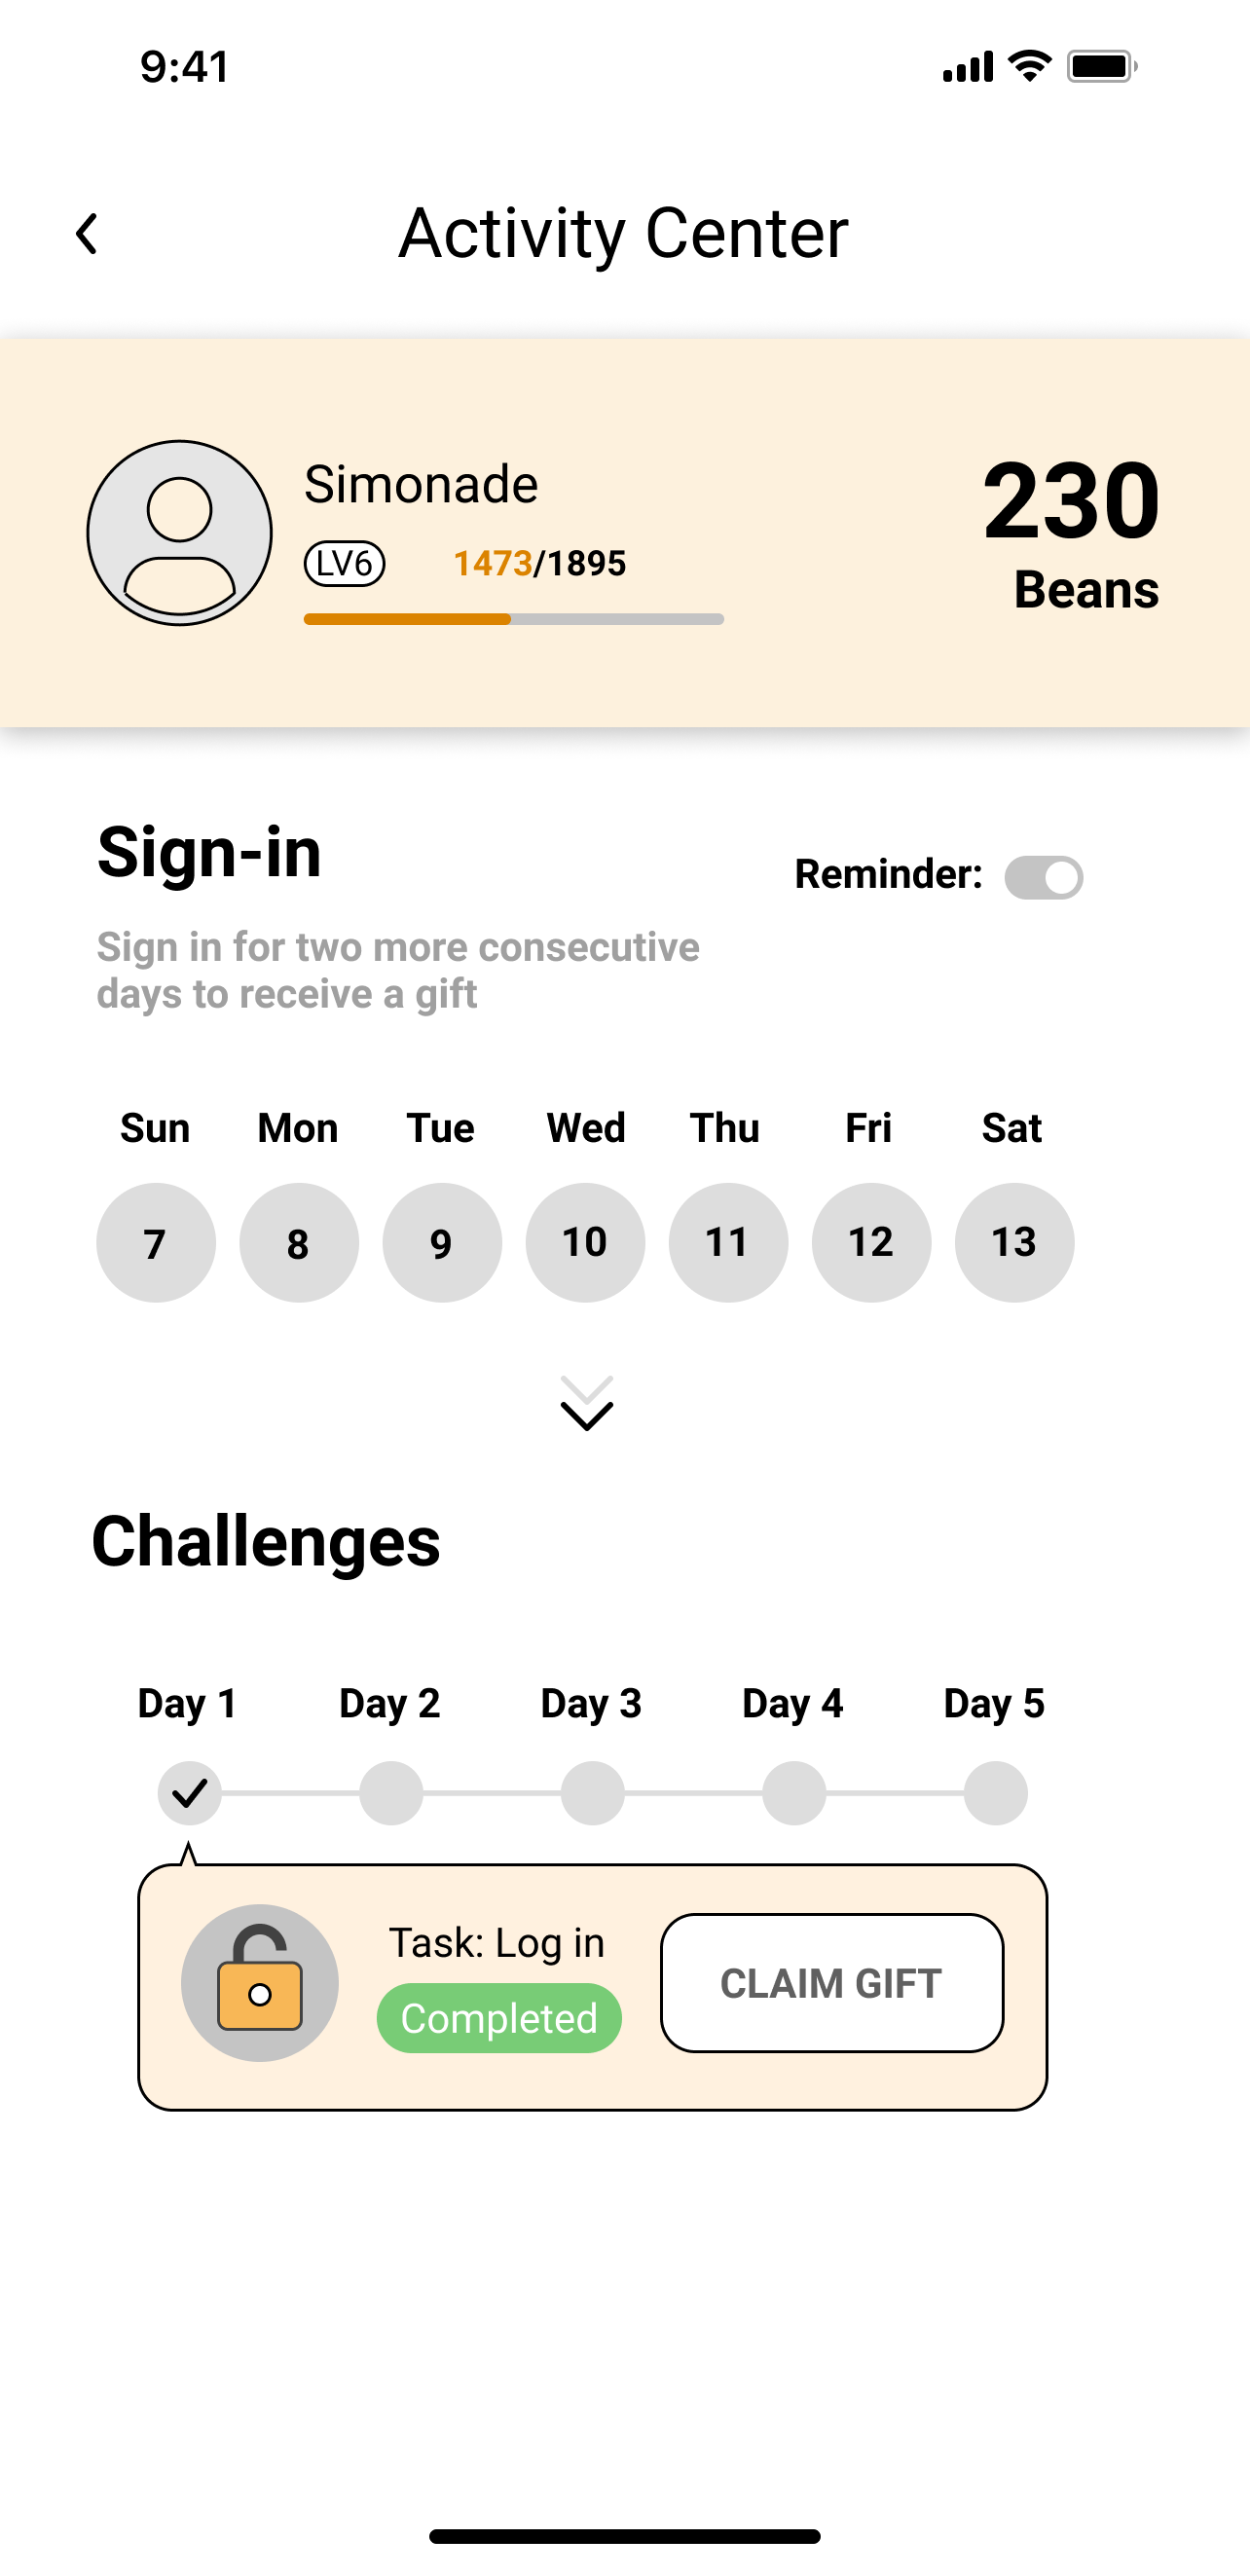 9:41
Activity Center
Simonade
230
LV6 1473/1895
Beans
Sign-in
Reminder:
Sign in for two more consecutive
days to receive a gift
Sun Mon Tue Wed Thu Fri Sat
7 8 9 10 11 12 13
Challenges
Day 1 Day 2 Day 3 Day 4 Day 5
Task: Log in
Completed
CLAIM GIFT